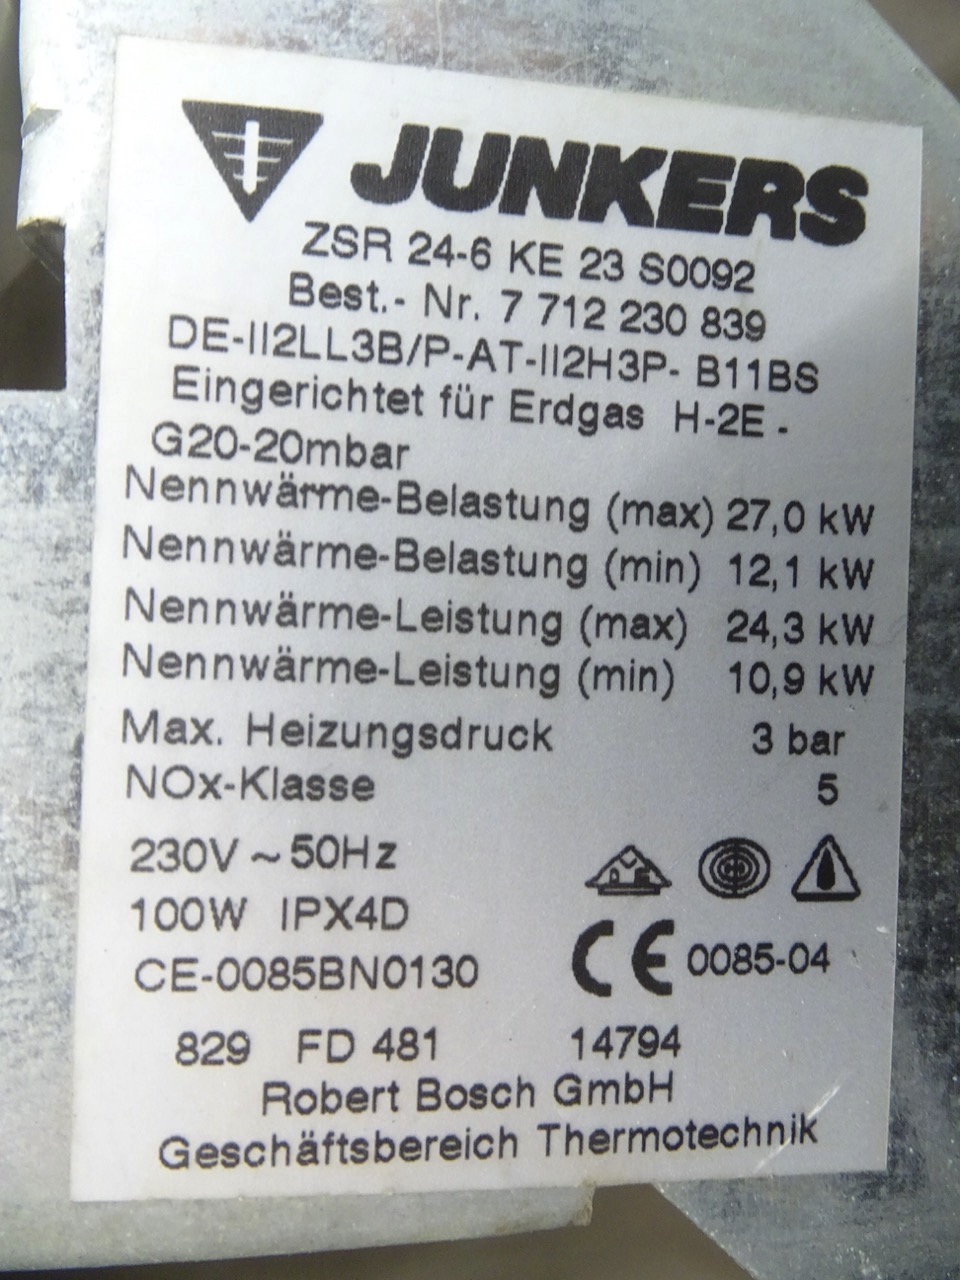 JUNKERS
ZSR 24-6 KE 23 S0092
Best.- Nr. 7 712 230 839
DE-II2LL3B/P-AT-II2H3P- B11BS
Eingerichtet für Erdgas H-2E -
G20-20mbar
Nennwärme-Belastung (max) 27,0 kW
Nennwärme-Belastung (min) 12,1 kW
Nennwärme-Leistung (max) 24,3 kW
Nennwärme-Leistung (min) 10,9 kW
Max. Heizungsdruck 3 bar
NOx-Klasse 5
230V ~ 50Hz
100W IPX4D
CE-0085BN0130 CE 0085-04
829 FD 481 14794
Robert Bosch GmbH
Geschäftsbereich Thermotechnik